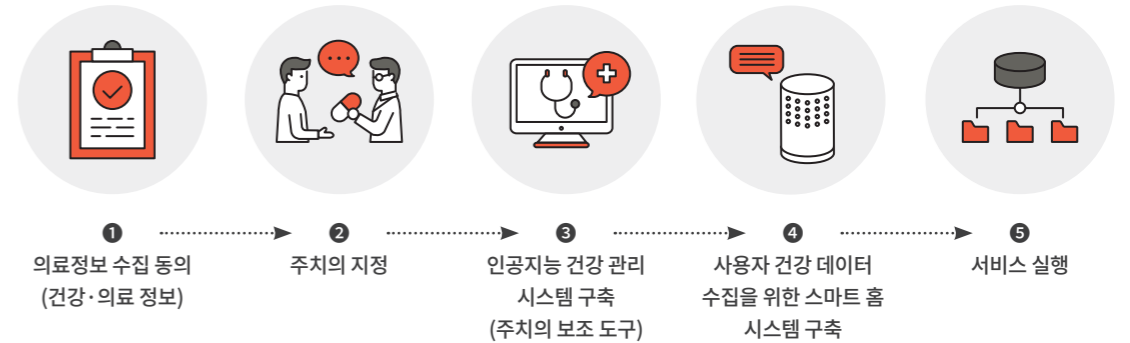 ❶
의료정보 수집 동의
(건강·의료 정보)
❷
주치의 지정
❸
인공지능 건강 관리
시스템 구축
(주치의 보조 도구)
❹
사용자 건강 데이터
수집을 위한 스마트 홈
시스템 구축
❺
서비스 실행